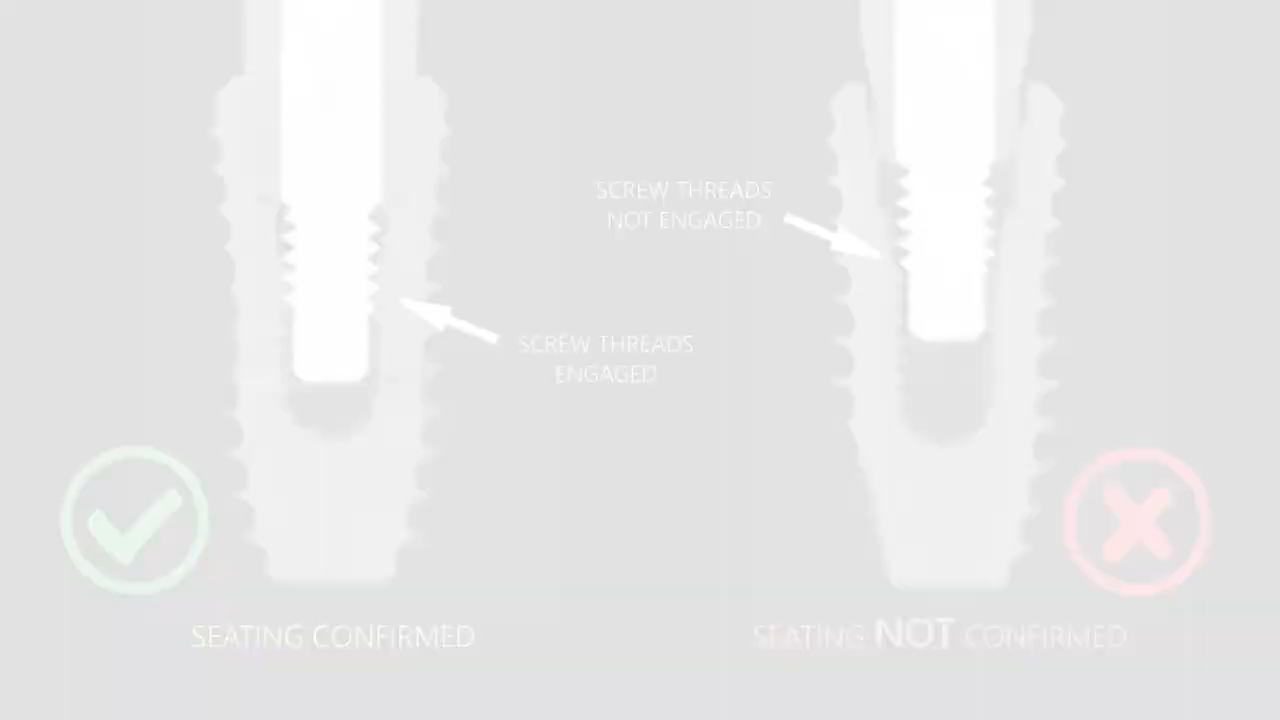 SCREW THREADS
NOT ENGAGED
SCREW THREADS
ENGAGED
SEATING CONFIRMED
SEATING NOT CONFIRMED